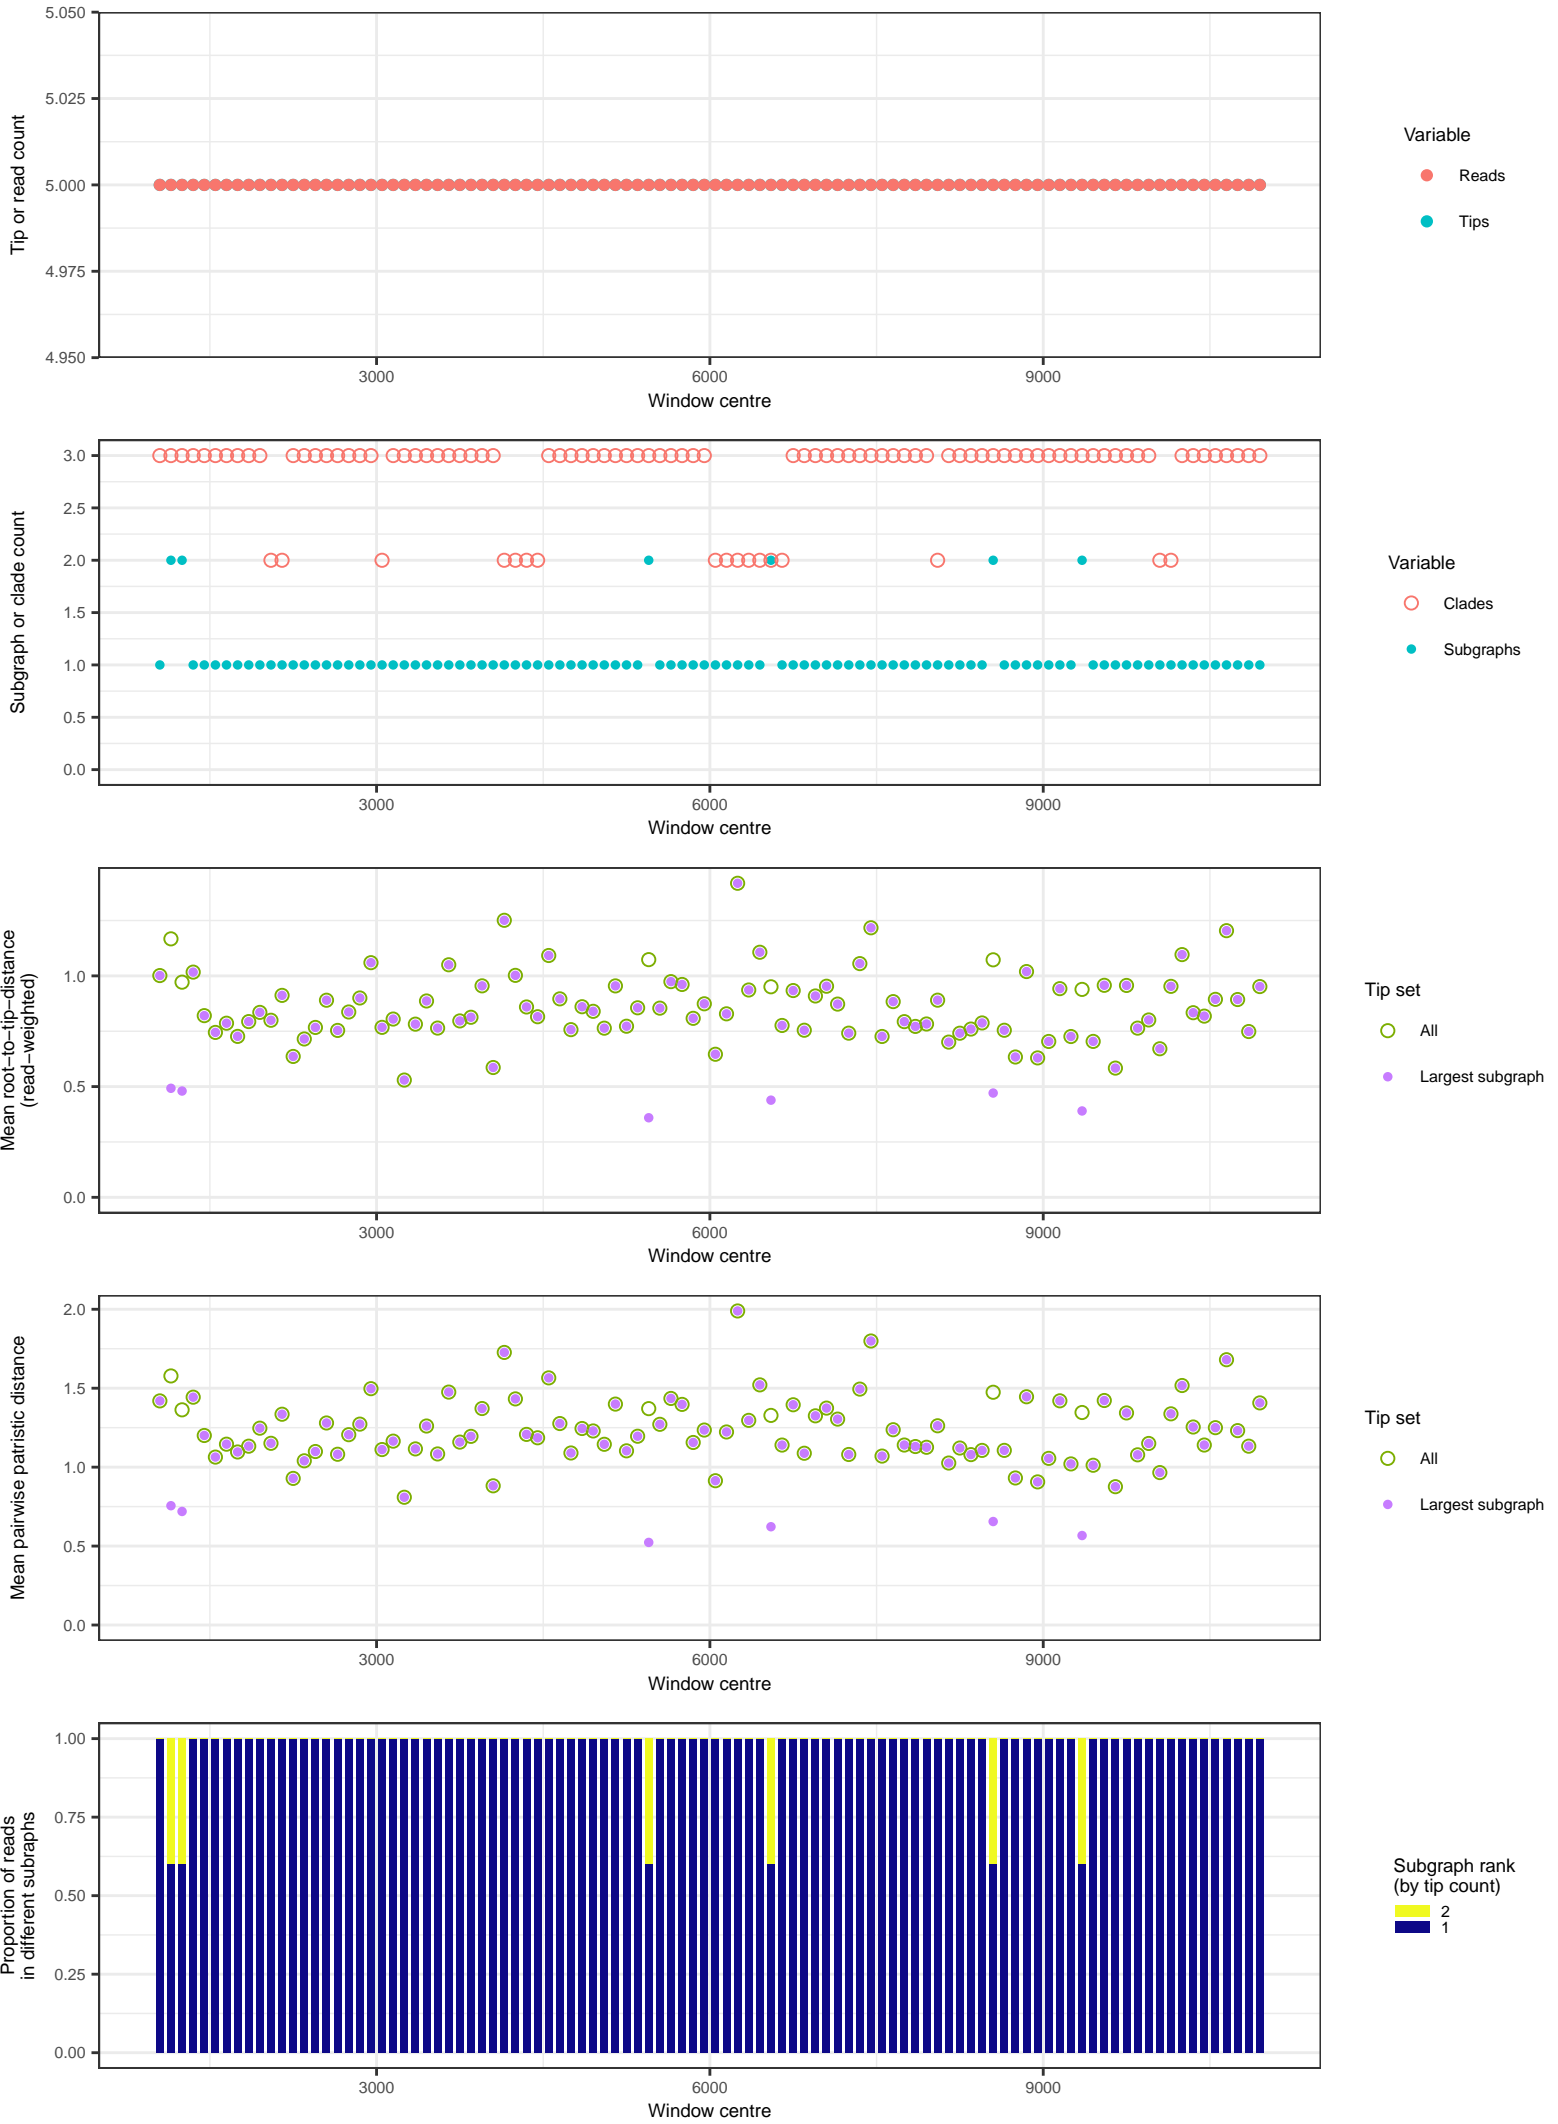 5.050
5.025
5.000
4.975
4.950
Tip or read count
3000 6000 9000
Window centre
Variable
Reads
Tips
3.0
2.5
2.0
1.5
1.0
0.5
0.0
Subgraph or clade count
3000 6000 9000
Window centre
Variable
Clades
Subgraphs
1.0
0.5
0.0
Mean root−to−tip−distance
(read−weighted)
3000 6000 9000
Window centre
Tip set
All
Largest subgraph
2.0
1.5
1.0
0.5
0.0
Mean pairwise patristic distance
3000 6000 9000
Window centre
Tip set
All
Largest subgraph
1.00
0.75
0.50
0.25
0.00
Proportion of reads
in different subraphs
3000 6000 9000
Window centre
Subgraph rank
(by tip count)
2
1